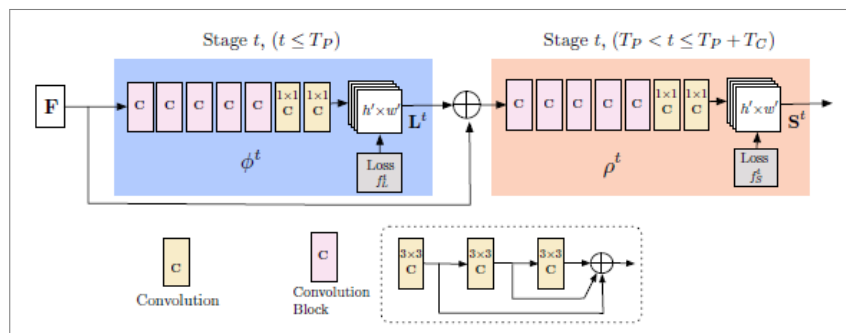 Stage t, (t ≤ T_P)
Stage t, (T_P < t ≤ T_P + T_C)
F
C C C C C 1×1 C 1×1 C h'×w' L^t
C C C C C 1×1 C 1×1 C h'×w' S^t
ϕ^t
Loss
f_L^t
ρ^t
Loss
f_S^t
C
Convolution
C
Convolution
Block
3×3 C 3×3 C 3×3 C